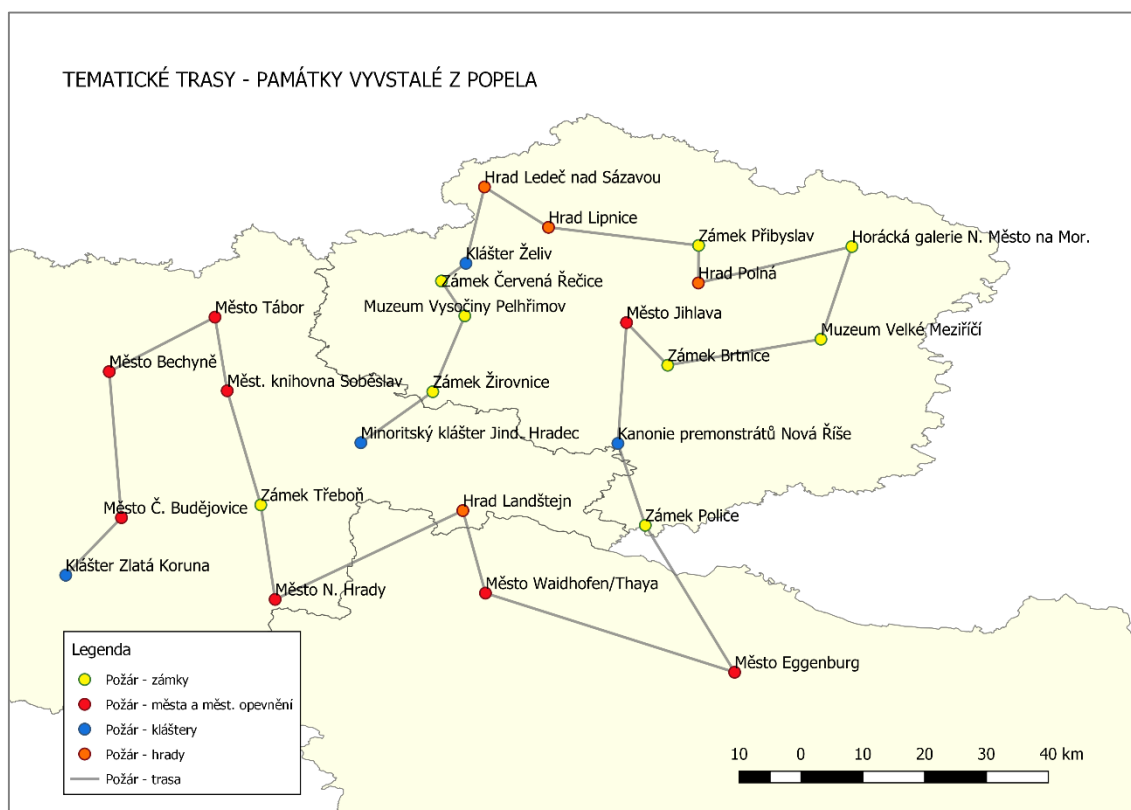 TEMATICKÉ TRASY - PAMÁTKY VYVSTALÉ Z POPELA
Hrad Ledeč nad Sázavou
Hrad Lipnice
Zámek Přibyslav
Horácká galerie N. Město na Mor.
Klášter Želiv
Zámek Červená Řečice
Hrad Polná
Muzeum Vysočiny Pelhřimov
Město Tábor
Město Jihlava
Muzeum Velké Meziříčí
Město Bechyně
Zámek Brtnice
Měst. knihovna Soběslav
Zámek Žirovnice
Minoritský klášter Jind. Hradec
Kanonie premonstrátů Nová Říše
Zámek Třeboň
Město Č. Budějovice
Hrad Landštejn
Zámek Police
Klášter Zlatá Koruna
Město N. Hrady
Město Waidhofen/Thaya
Město Eggenburg
Legenda
Požár - zámky
Požár - města a měst. opevnění
Požár - kláštery
Požár - hrady
Požár - trasa
10 0 10 20 30 40 km